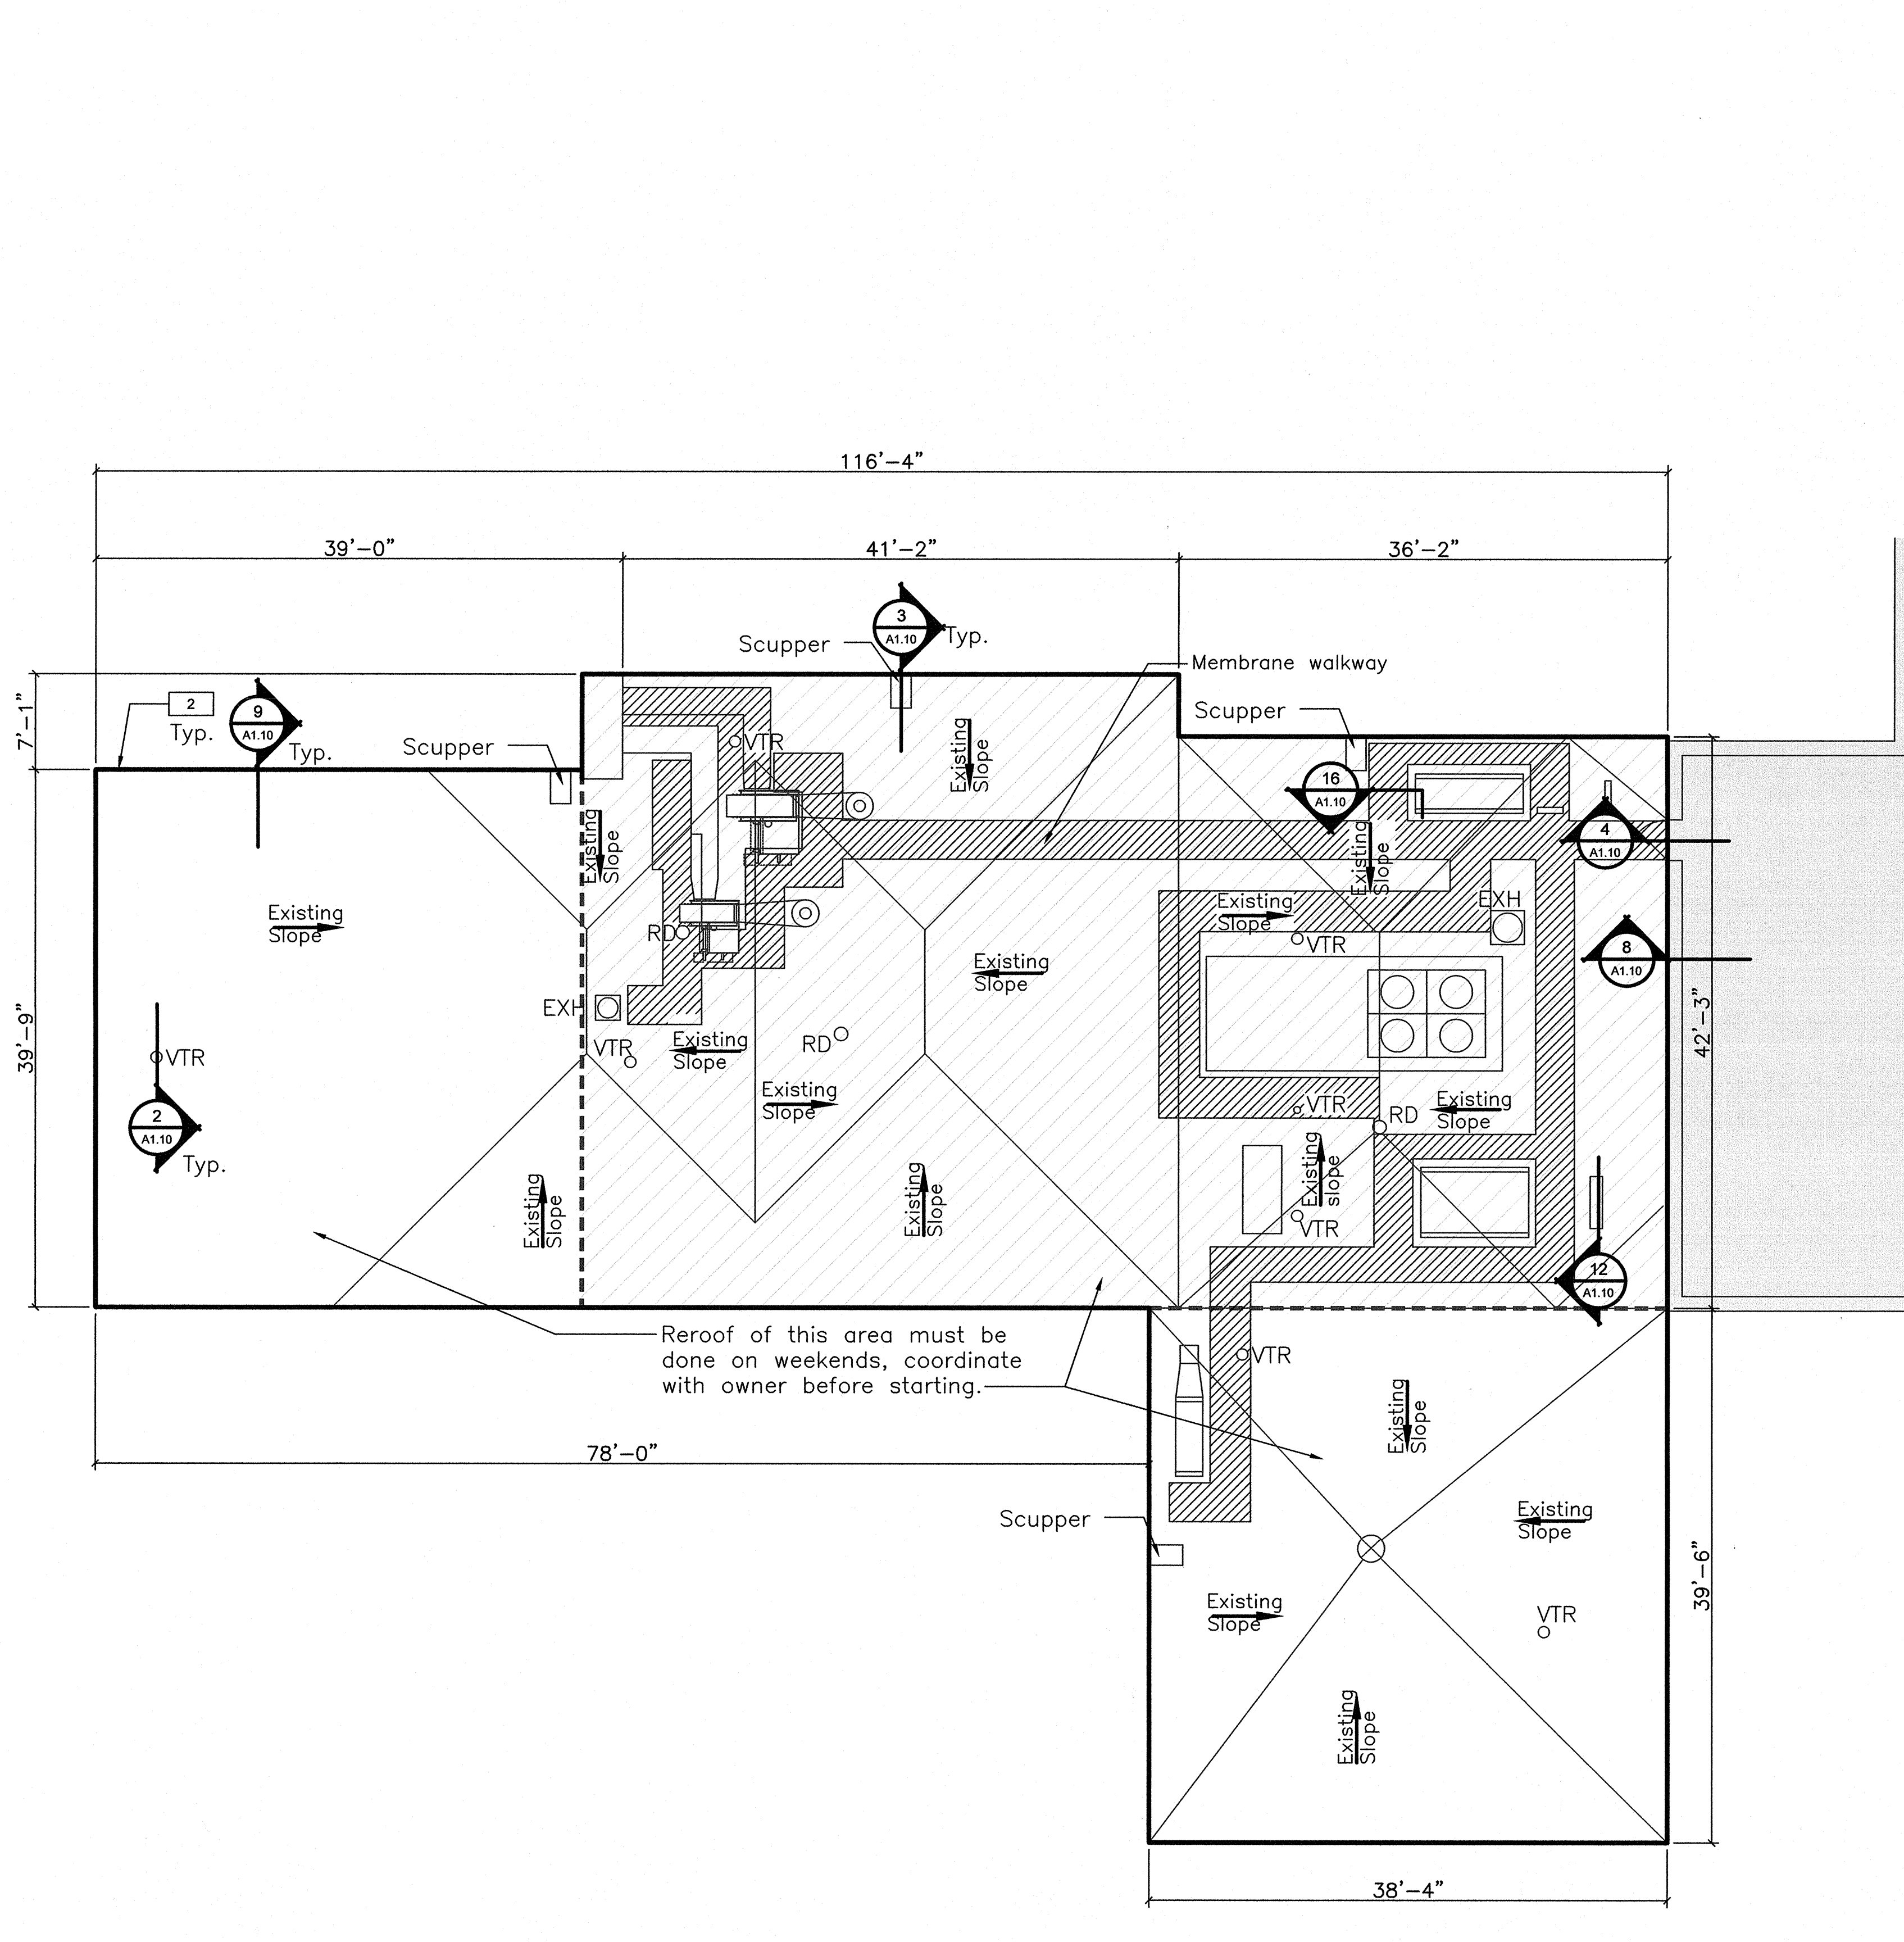 116'-4"
39'-0"
41'-2"
36'-2"
3
A1.10
Typ.
Scupper
Membrane walkway
2
Typ.
9
A1.10
Typ.
Scupper
Scupper
7'-1"
VTR
Existing
Slope
16
A1.10
4
A1.10
Existing
Slope
Existing
Slope
Existing
Slope
Existing
Slope
EXH
RD
VTR
8
A1.10
Existing
Slope
EXH
39'-9"
42'-3"
VTR
RD
VTR
Existing
Slope
Existing
Slope
VTR
RD
Existing
Slope
2
A1.10
Typ.
Existing
Slope
Existing
Slope
Existing
slope
VTR
12
A1.10
Reroof of this area must be
done on weekends, coordinate
with owner before starting.
VTR
Existing
Slope
78'-0"
Scupper
Existing
Slope
39'-6"
Existing
Slope
VTR
Existing
Slope
38'-4"